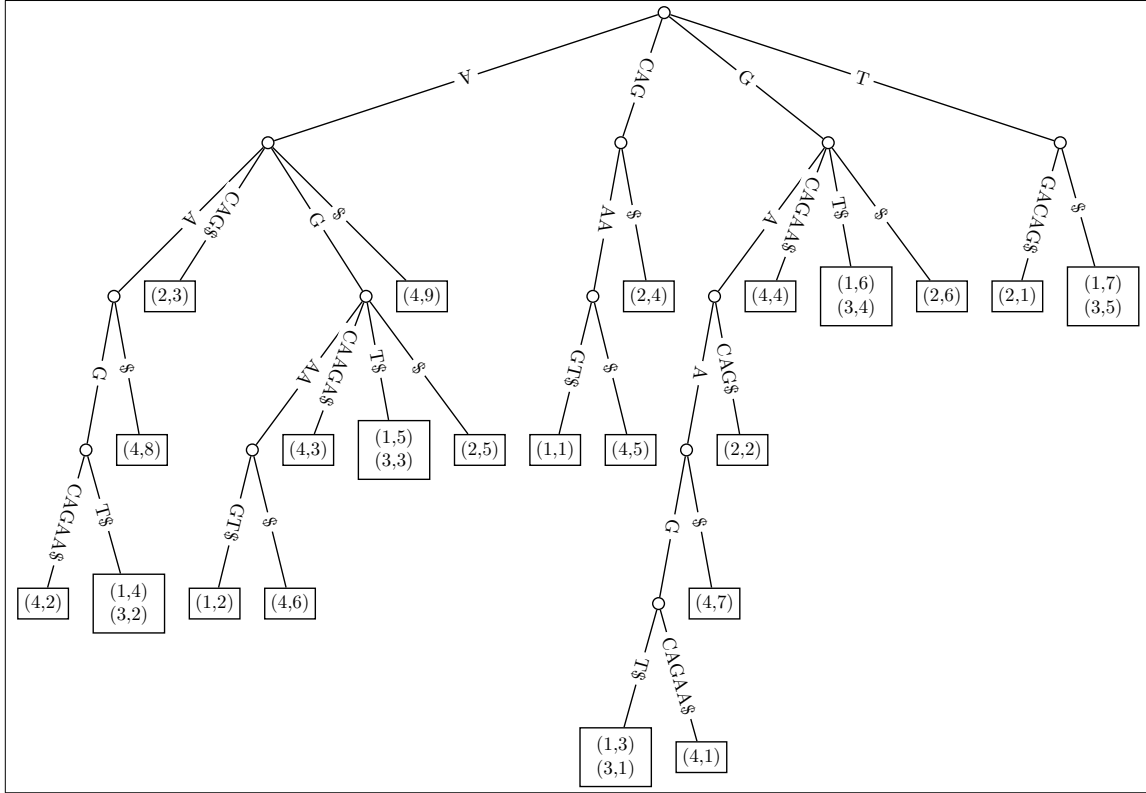 A
CAG
G
T
A
CAG$
G
$
AA
$
A
CAGAA$
T$
$
GACAG$
$
(2,3)
(4,9)
(2,4)
(4,4)
(1,6)
(3,4)
(2,6)
(2,1)
(1,7)
(3,5)
G
$
AA
CAAGA$
T$
$
GT$
$
A
CAG$
(4,8)
(4,3)
(1,5)
(3,3)
(2,5)
(1,1)
(4,5)
(2,2)
CAGAA$
T$
GT$
$
G
$
(4,2)
(1,4)
(3,2)
(1,2)
(4,6)
(4,7)
T$
CAGAA$
(1,3)
(3,1)
(4,1)